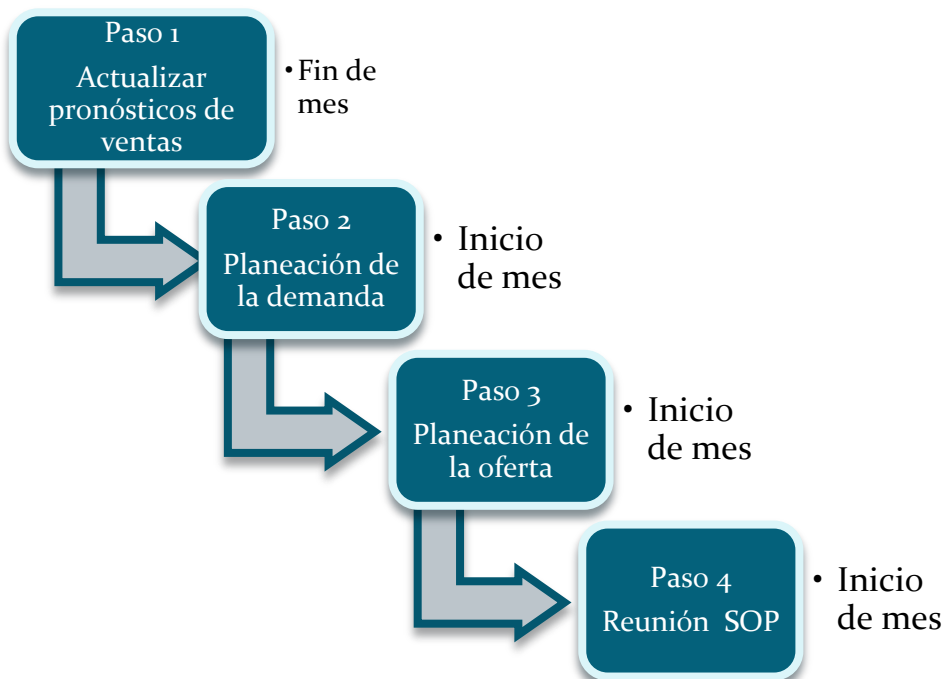 Paso 1
Actualizar
pronósticos de
ventas
•Fin de
mes
Paso 2
Planeación de
la demanda
• Inicio
de mes
Paso 3
Planeación de
la oferta
• Inicio
de mes
Paso 4
Reunión SOP
• Inicio
de mes